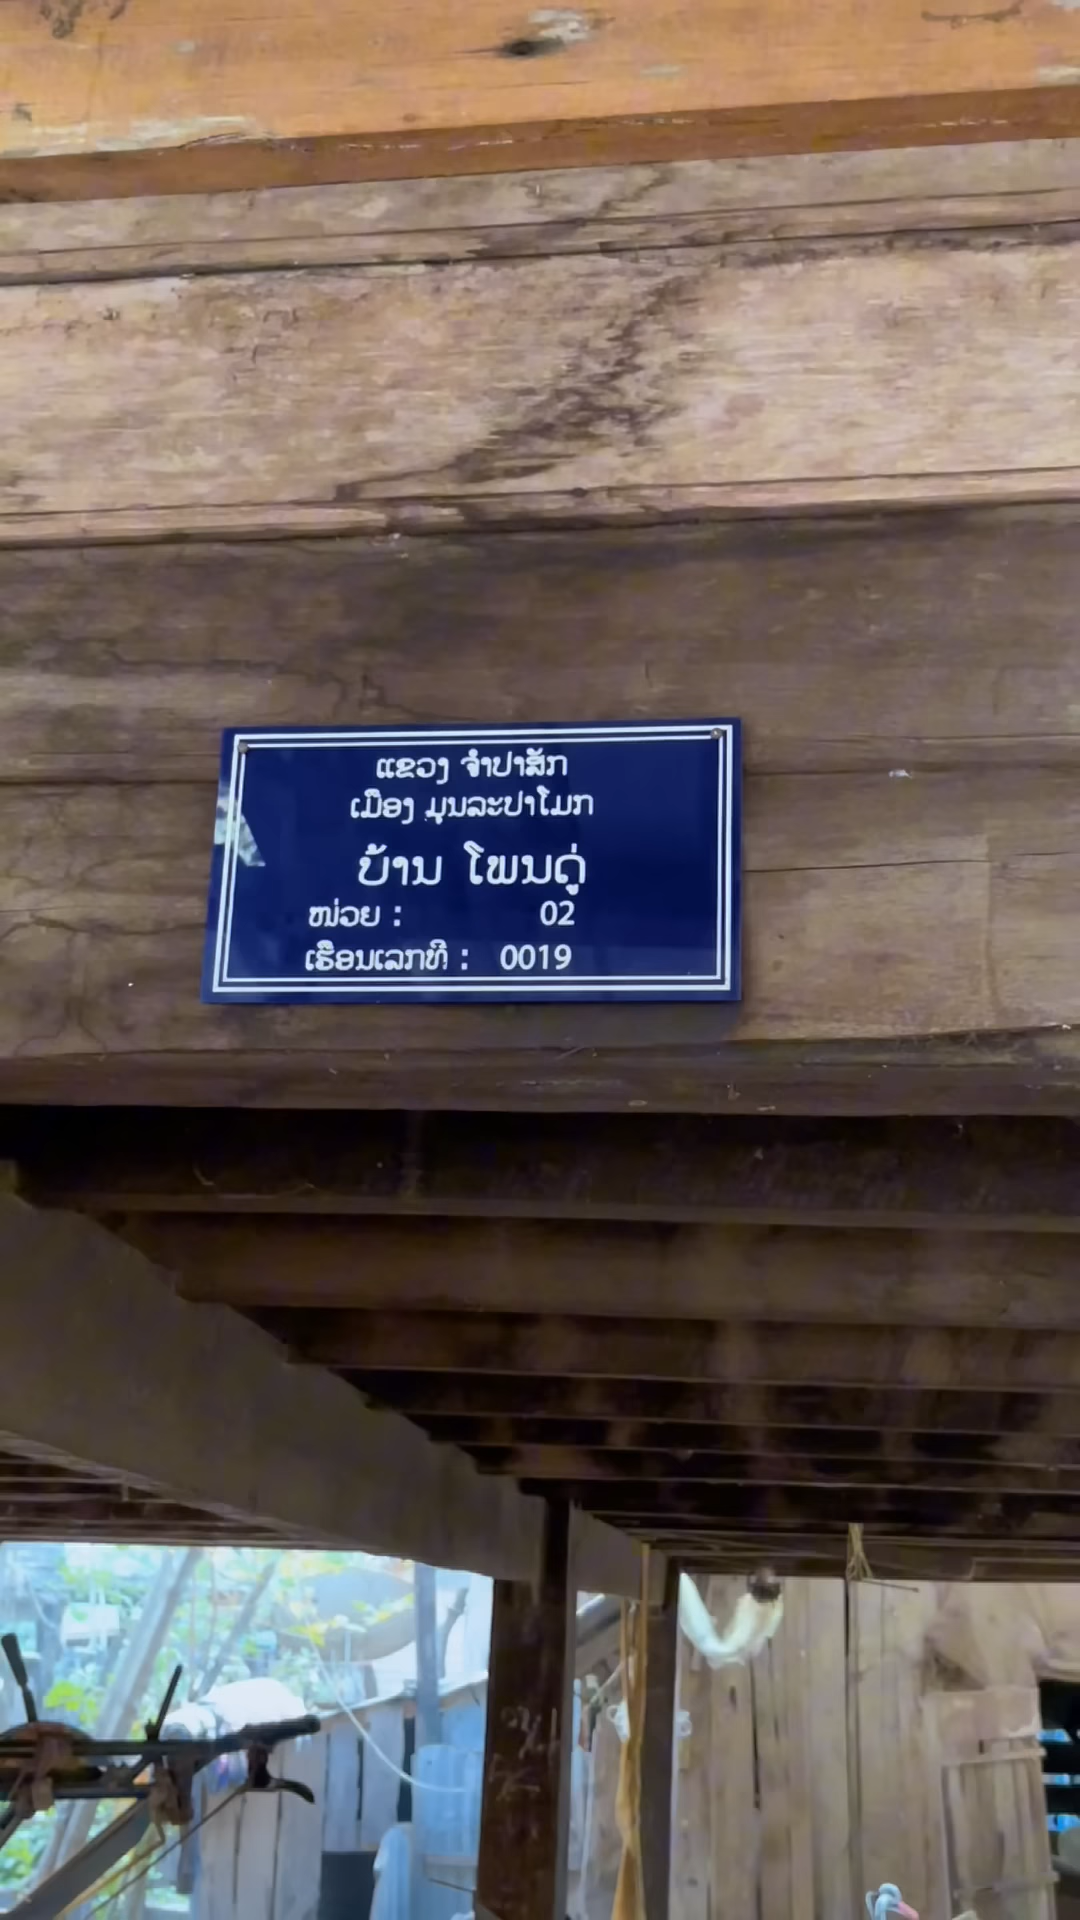 ແຂວງ ຈຳປາສັກ
ເມືອງ ມຸນລະປາໂມກ
ບ້ານ ໂພນດູ່
ໜ່ວຍ : 02
ເຮືອນເລກທີ : 0019